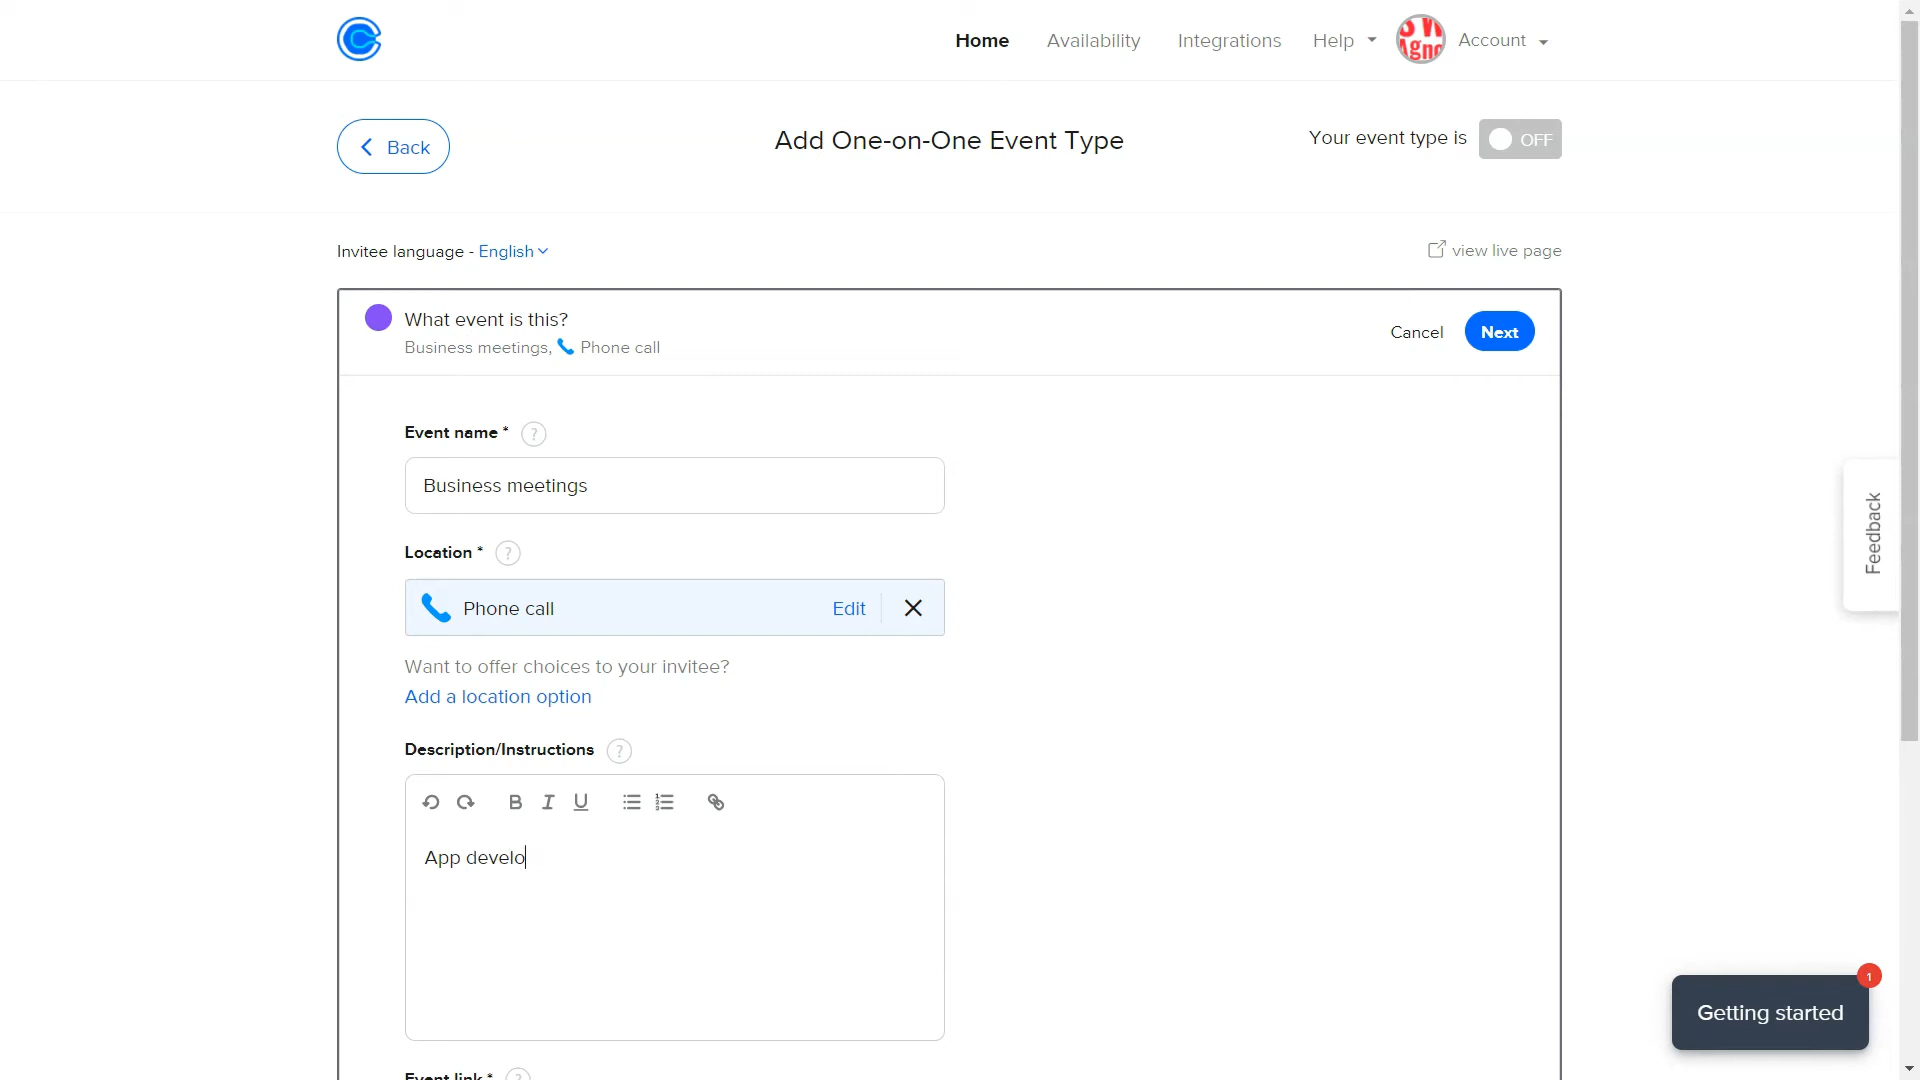 Home Availability Integrations Help Account
Back
Add One-on-One Event Type
Your event type is OFF
Invitee language - English
view live page
What event is this?
Business meetings, Phone call
Cancel Next
Event name * ?
Business meetings
Location * ?
Phone call Edit
Want to offer choices to your invitee?
Add a location option
Description/Instructions ?
App develo
Feedback
1
Getting started
Event link * ?